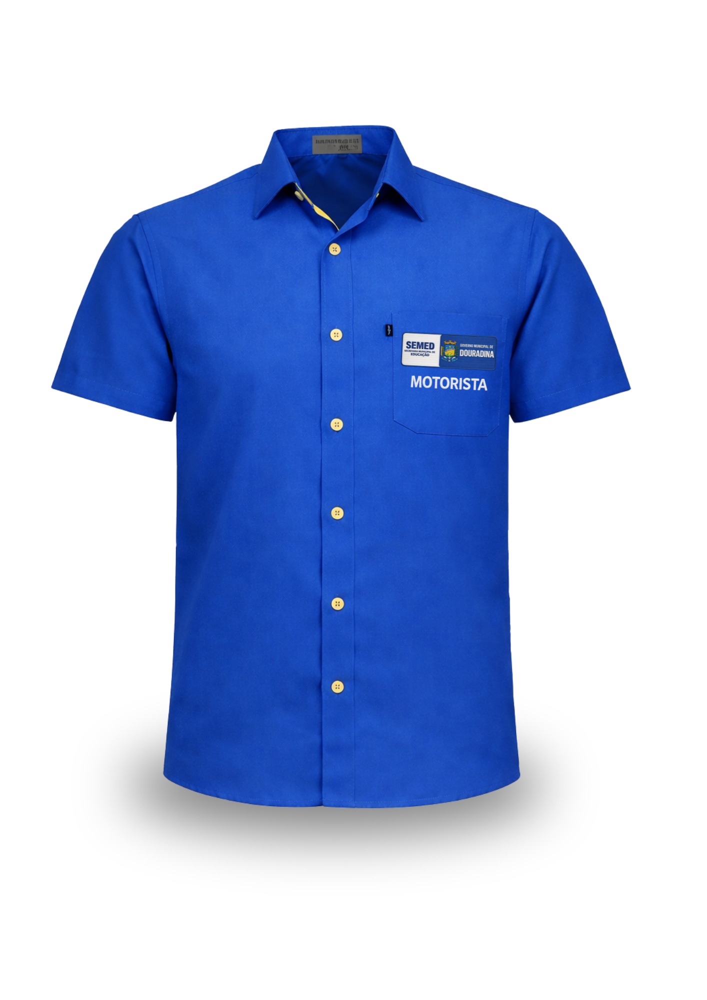 SEMED
SECRETARIA MUNICIPAL DE
EDUCAÇÃO
GOVERNO MUNICIPAL DE
DOURADINA
MOTORISTA